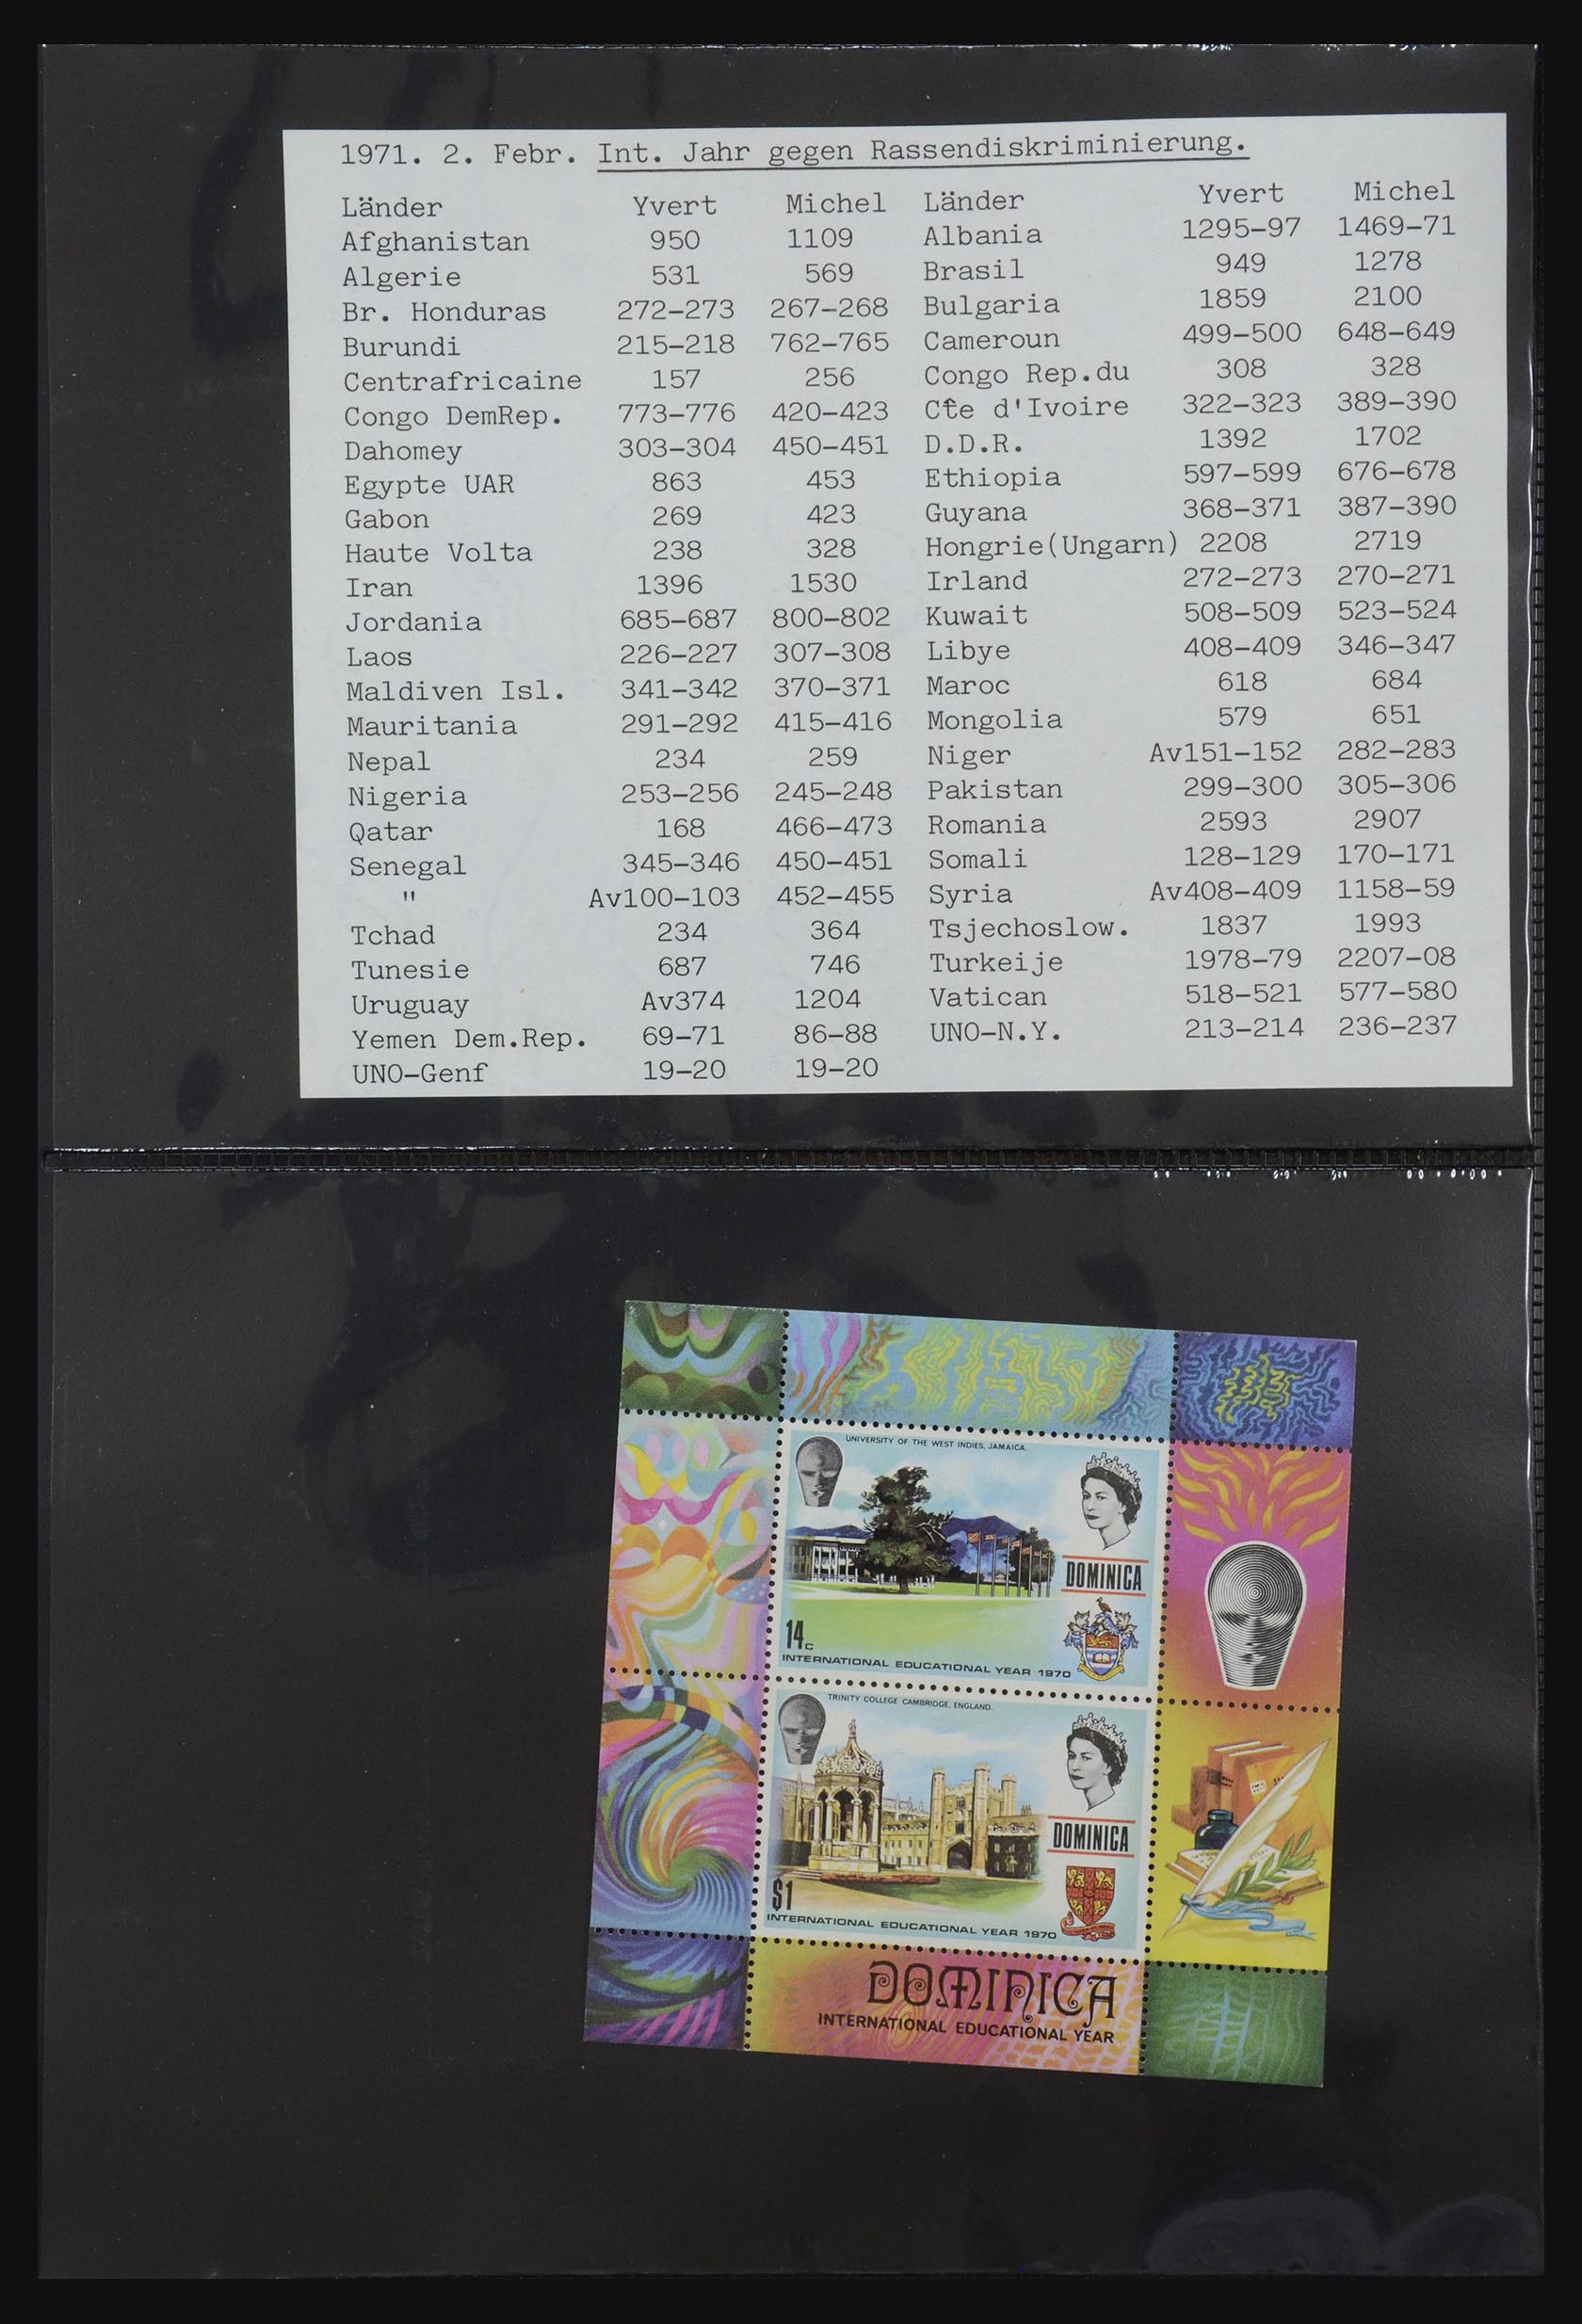 1971. 2. Febr. Int. Jahr gegen Rassendiskriminierung.
Länder Yvert Michel Länder Yvert Michel
Afghanistan 950 1109 Albania 1295-97 1469-71
Algerie 531 569 Brasil 949 1278
Br. Honduras 272-273 267-268 Bulgaria 1859 2100
Burundi 215-218 762-765 Cameroun 499-500 648-649
Centrafricaine 157 256 Congo Rep.du 308 328
Congo DemRep. 773-776 420-423 Cte d'Ivoire 322-323 389-390
Dahomey 303-304 450-451 D.D.R. 1392 1702
Egypte UAR 863 453 Ethiopia 597-599 676-678
Gabon 269 423 Guyana 368-371 387-390
Haute Volta 238 328 Hongrie(Ungarn) 2208 2719
Iran 1396 1530 Irland 272-273 270-271
Jordania 685-687 800-802 Kuwait 508-509 523-524
Laos 226-227 307-308 Libye 408-409 346-347
Maldiven Isl. 341-342 370-371 Maroc 618 684
Mauritania 291-292 415-416 Mongolia 579 651
Nepal 234 259 Niger Av151-152 282-283
Nigeria 253-256 245-248 Pakistan 299-300 305-306
Qatar 168 466-473 Romania 2593 2907
Senegal 345-346 450-451 Somali 128-129 170-171
" Av100-103 452-455 Syria Av408-409 1158-59
Tchad 234 364 Tsjechoslow. 1837 1993
Tunesie 687 746 Turkeije 1978-79 2207-08
Uruguay Av374 1204 Vatican 518-521 577-580
Yemen Dem.Rep. 69-71 86-88 UNO-N.Y. 213-214 236-237
UNO-Genf 19-20 19-20
UNIVERSITY OF THE WEST INDIES, JAMAICA.
DOMINICA
14c
INTERNATIONAL EDUCATIONAL YEAR 1970
TRINITY COLLEGE CAMBRIDGE, ENGLAND.
DOMINICA
$1
INTERNATIONAL EDUCATIONAL YEAR 1970
DOMINICA
INTERNATIONAL EDUCATIONAL YEAR